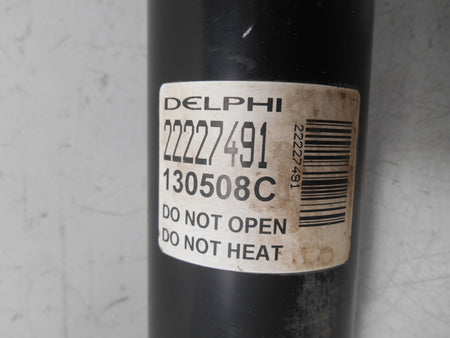 DELPHI
22227491
130508C
DO NOT OPEN
DO NOT HEAT
22227491